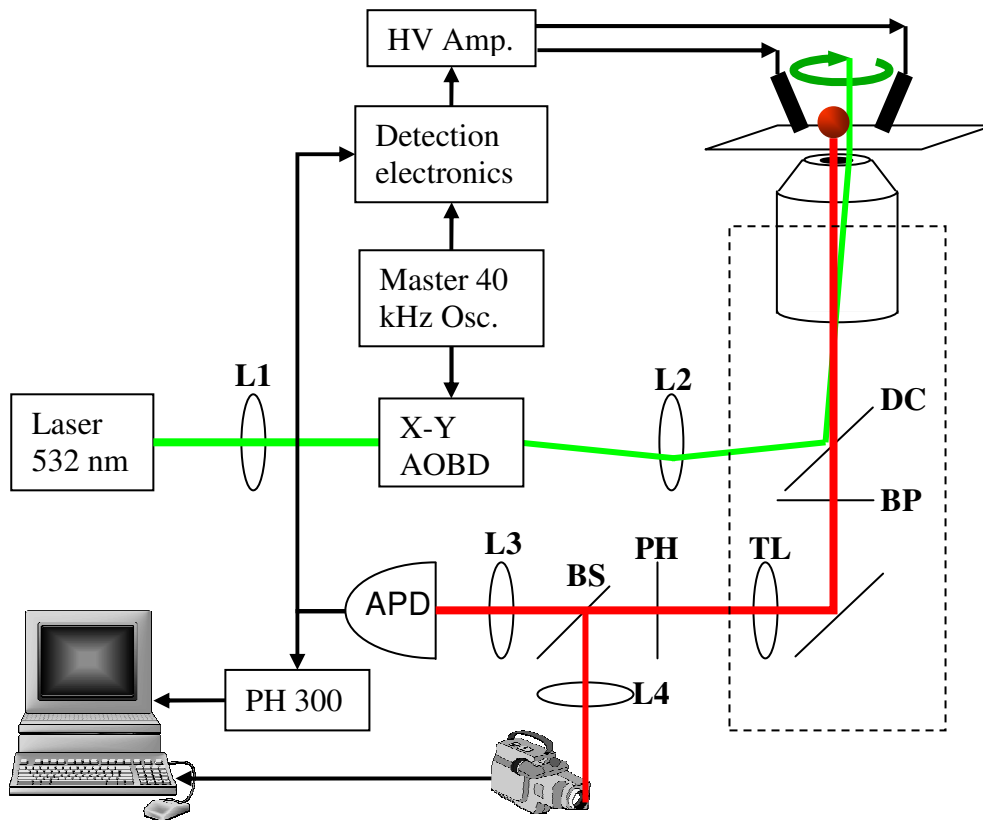 HV Amp.
Detection
electronics
Master 40
kHz Osc.
L1
L2
DC
Laser
532 nm
X-Y
AOBD
BP
L3
PH
TL
BS
APD
PH 300
L4